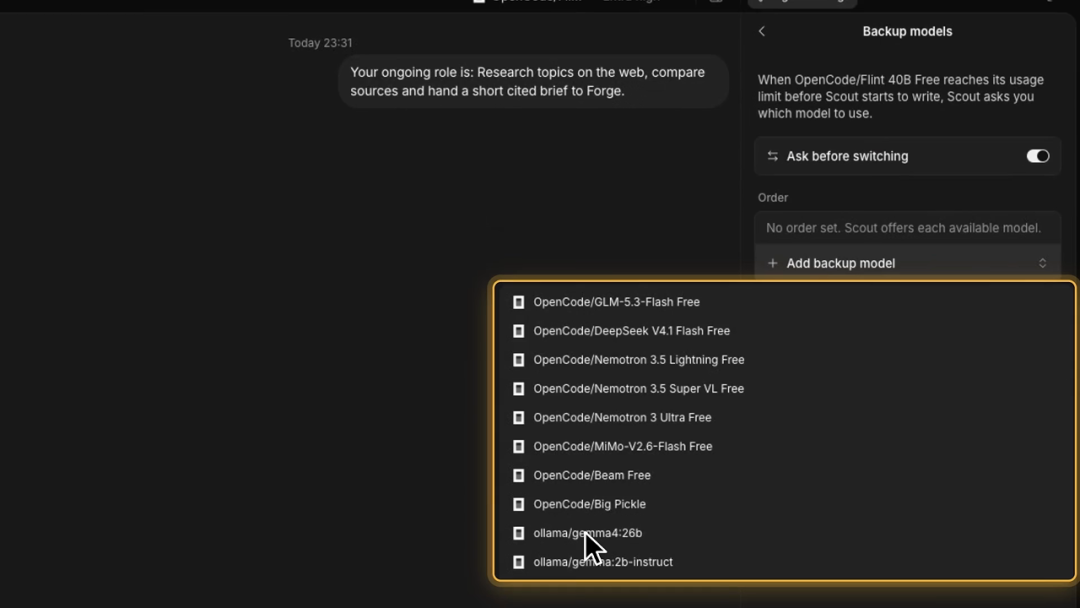 Today 23:31
Your ongoing role is: Research topics on the web, compare
sources and hand a short cited brief to Forge.
Backup models
When OpenCode/Flint 40B Free reaches its usage
limit before Scout starts to write, Scout asks you
which model to use.
Ask before switching
Order
No order set. Scout offers each available model.
Add backup model
OpenCode/GLM-5.3-Flash Free
OpenCode/DeepSeek V4.1 Flash Free
OpenCode/Nemotron 3.5 Lightning Free
OpenCode/Nemotron 3.5 Super VL Free
OpenCode/Nemotron 3 Ultra Free
OpenCode/MiMo-V2.6-Flash Free
OpenCode/Beam Free
OpenCode/Big Pickle
ollama/gemma4:26b
ollama/gemma:2b-instruct